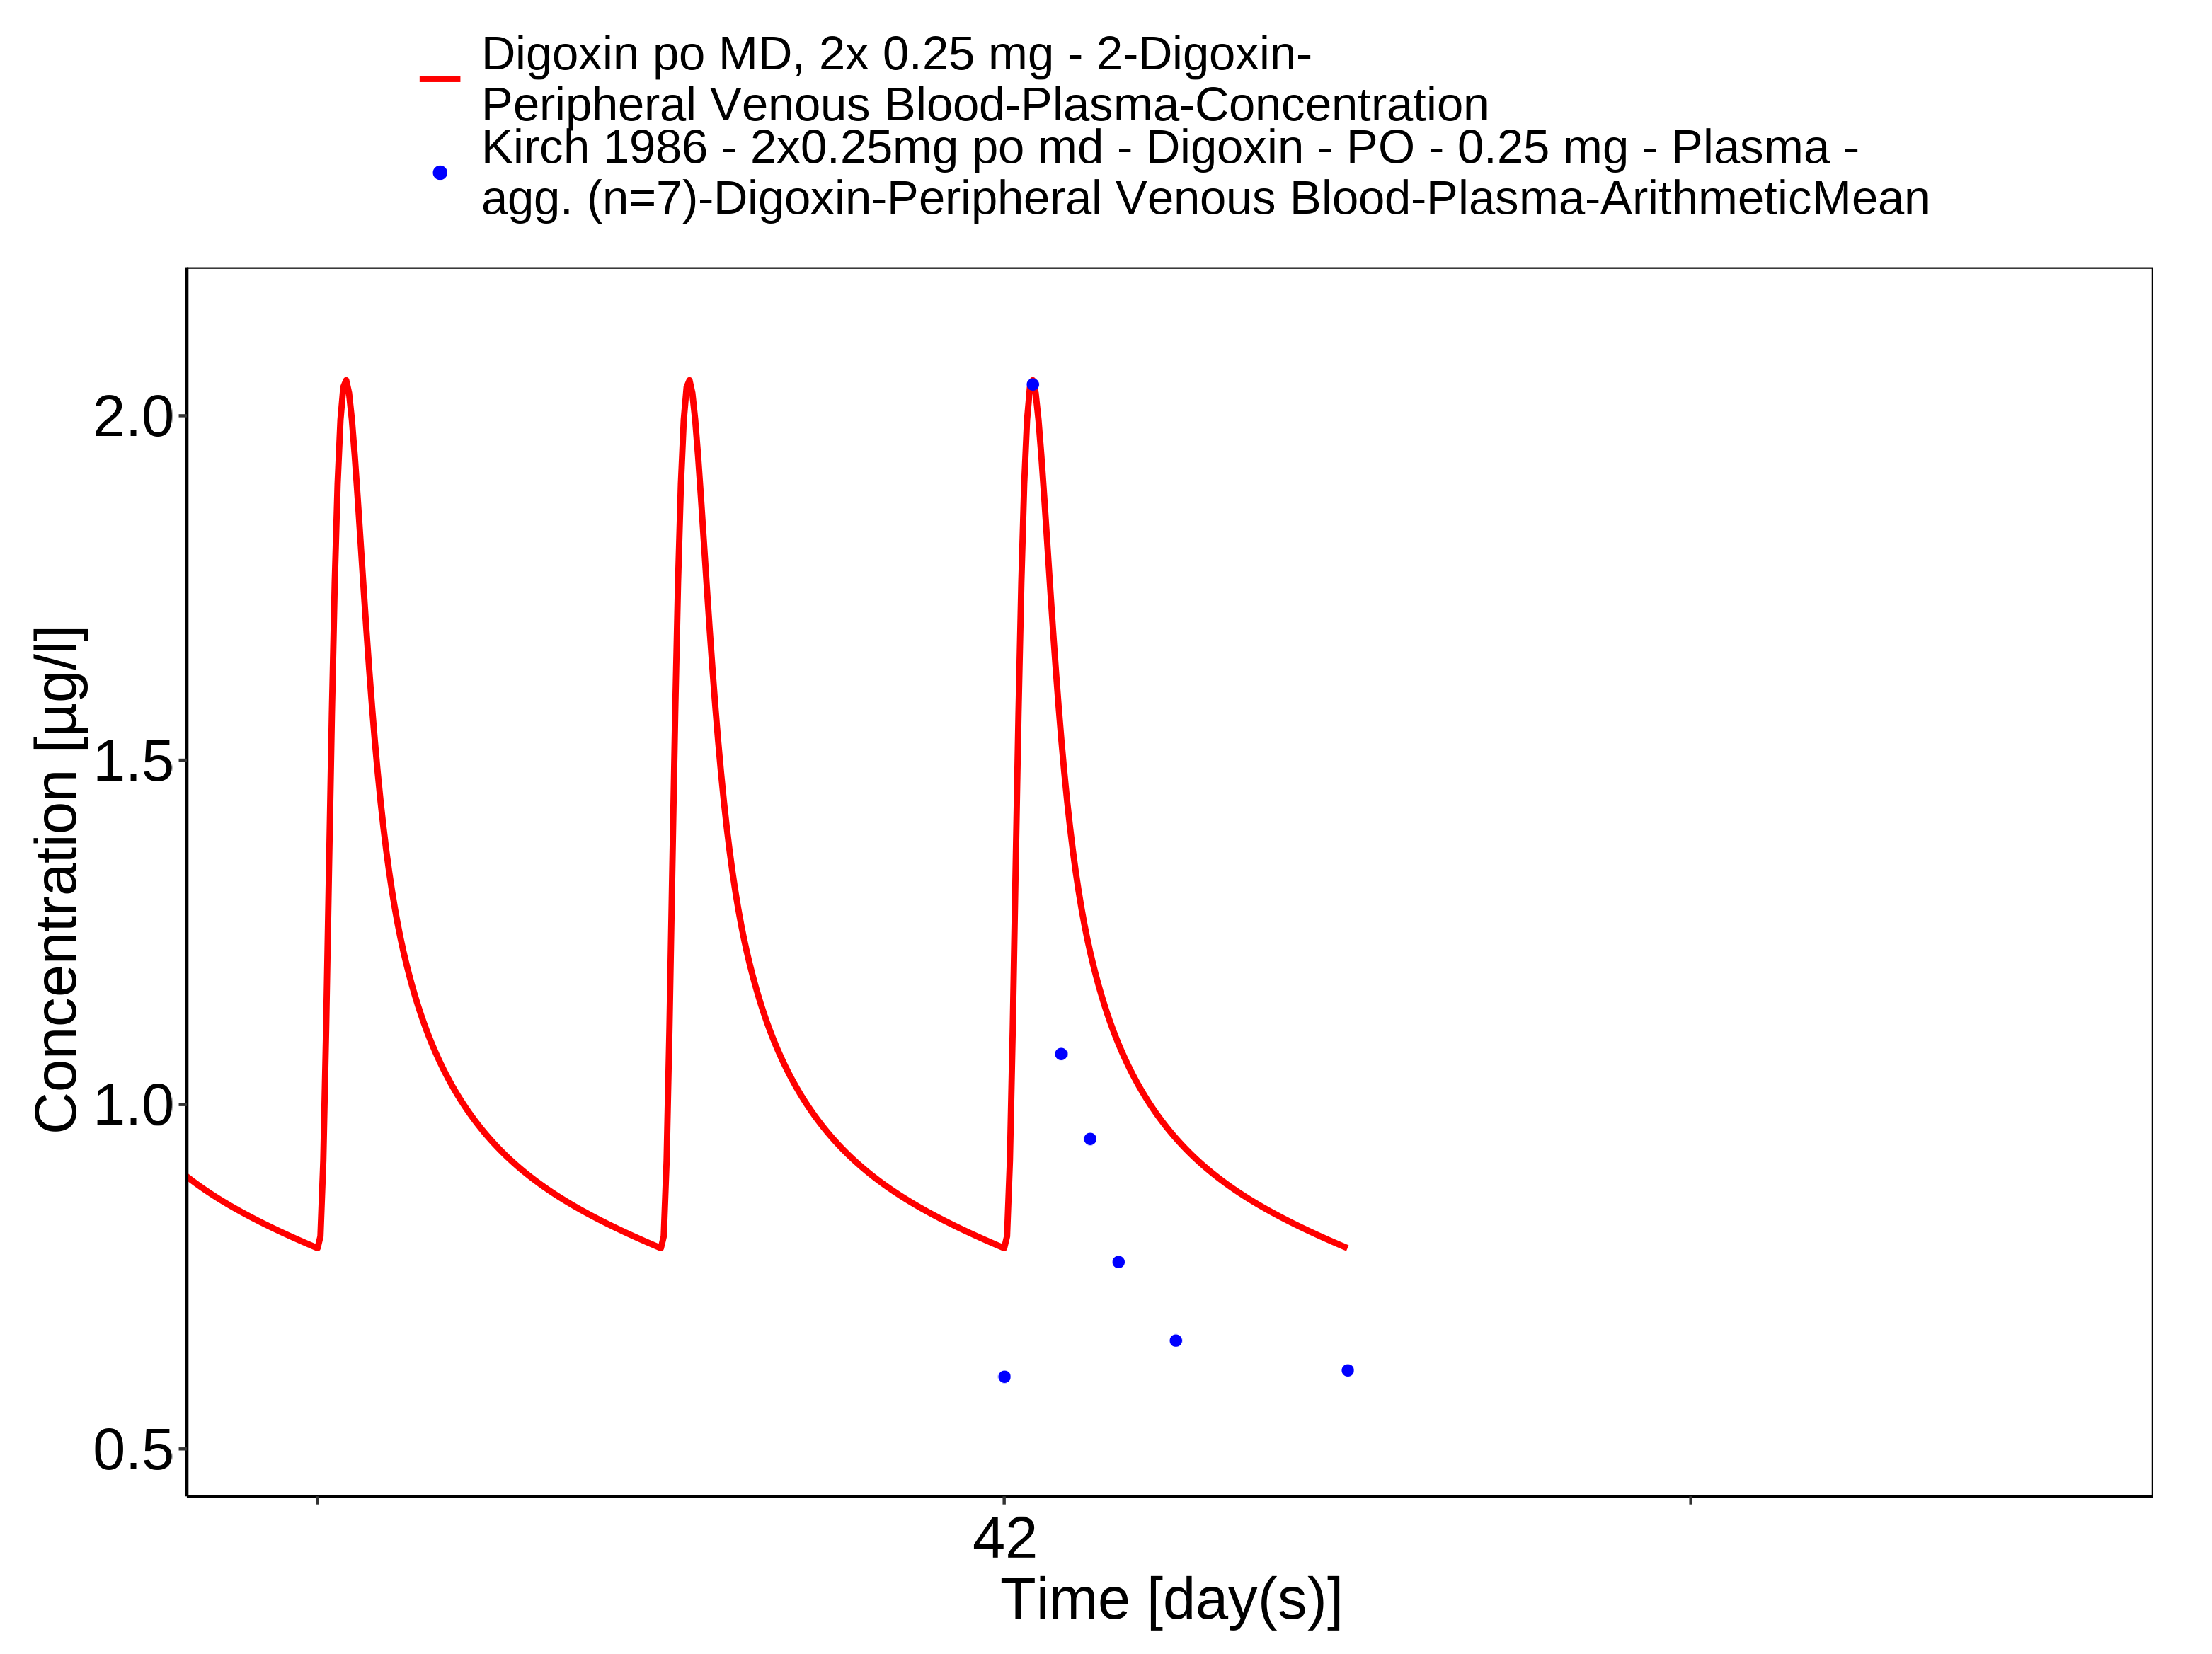 Digoxin po MD, 2x 0.25 mg - 2-Digoxin-
Peripheral Venous Blood-Plasma-Concentration
Kirch 1986 - 2x0.25mg po md - Digoxin - PO - 0.25 mg - Plasma -
agg. (n=7)-Digoxin-Peripheral Venous Blood-Plasma-ArithmeticMean
2.0
1.5
1.0
0.5
Concentration [µg/l]
42
Time [day(s)]